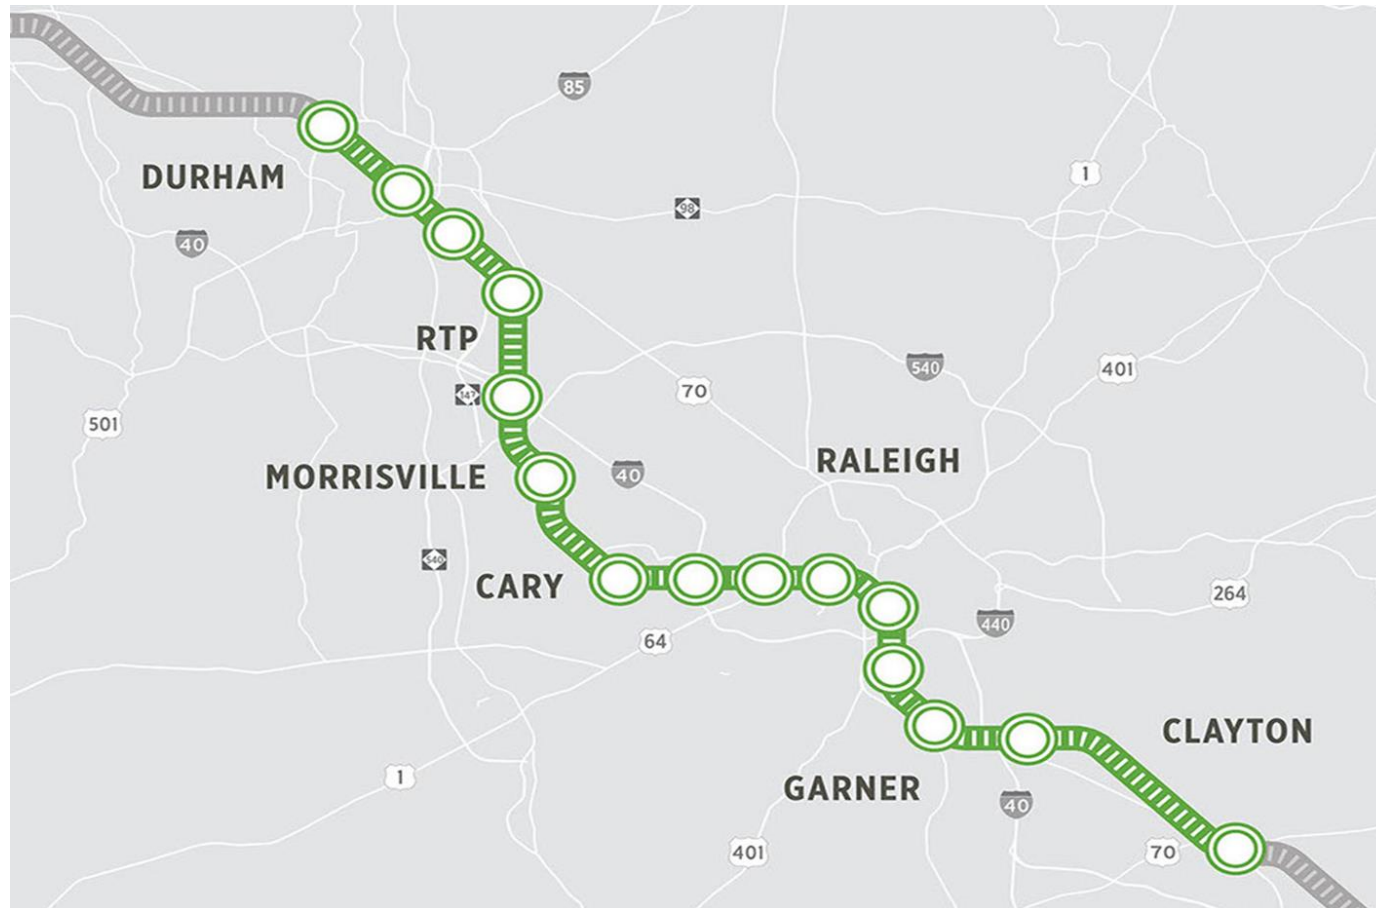 85
DURHAM
1
98
40
RTP
540
401
70
147
501
RALEIGH
MORRISVILLE
40
540
CARY
264
440
64
CLAYTON
1
GARNER
40
401
70